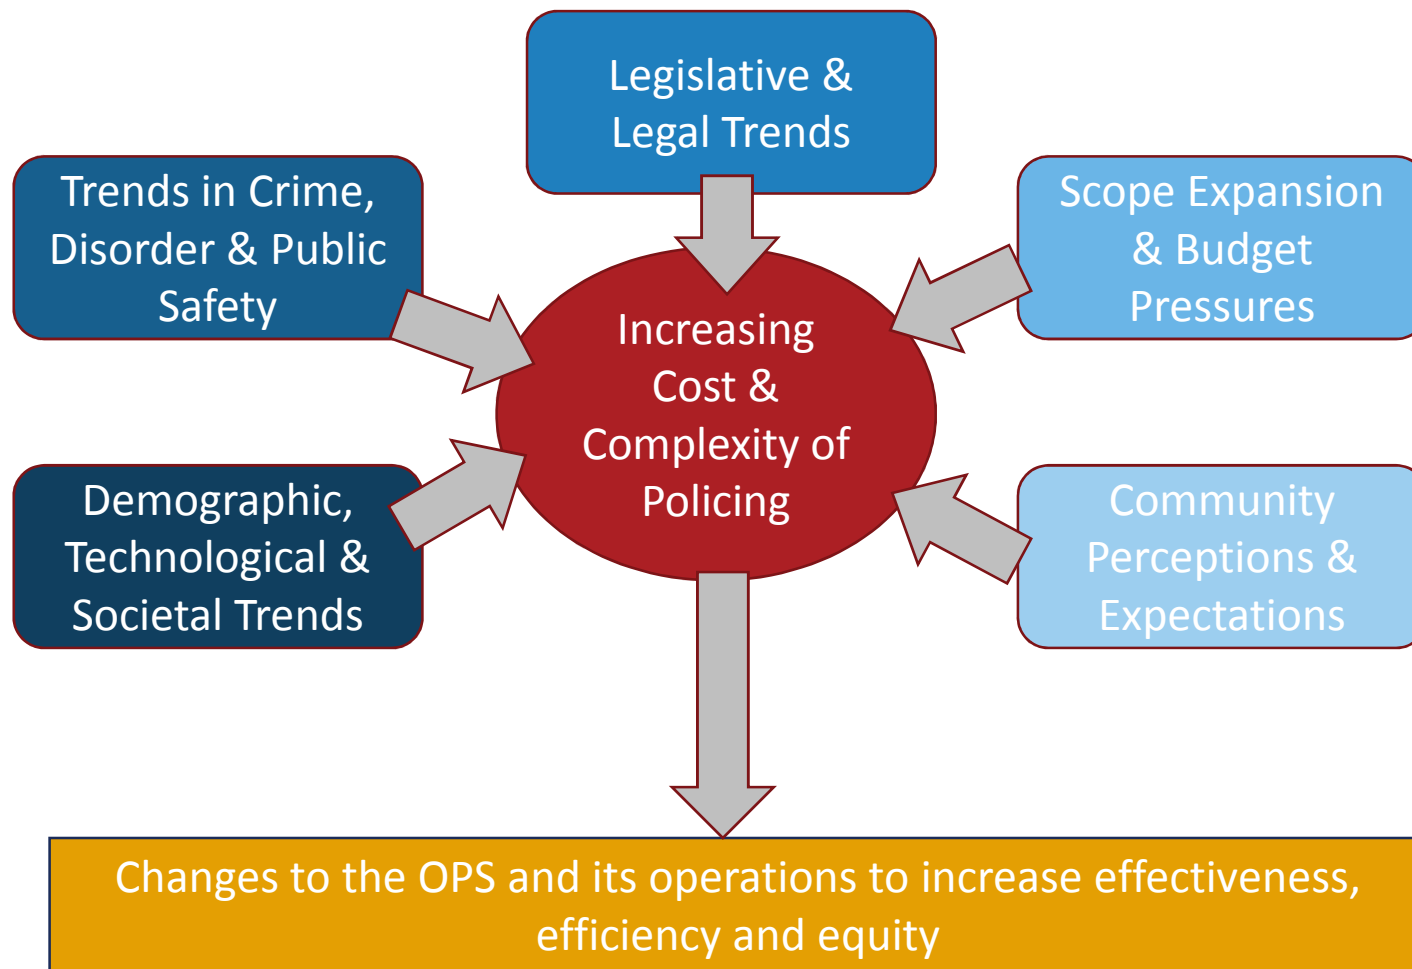 Legislative &
Legal Trends
Trends in Crime,
Disorder & Public
Safety
Scope Expansion
& Budget
Pressures
Increasing
Cost &
Complexity of
Policing
Demographic,
Technological &
Societal Trends
Community
Perceptions &
Expectations
Changes to the OPS and its operations to increase effectiveness,
efficiency and equity